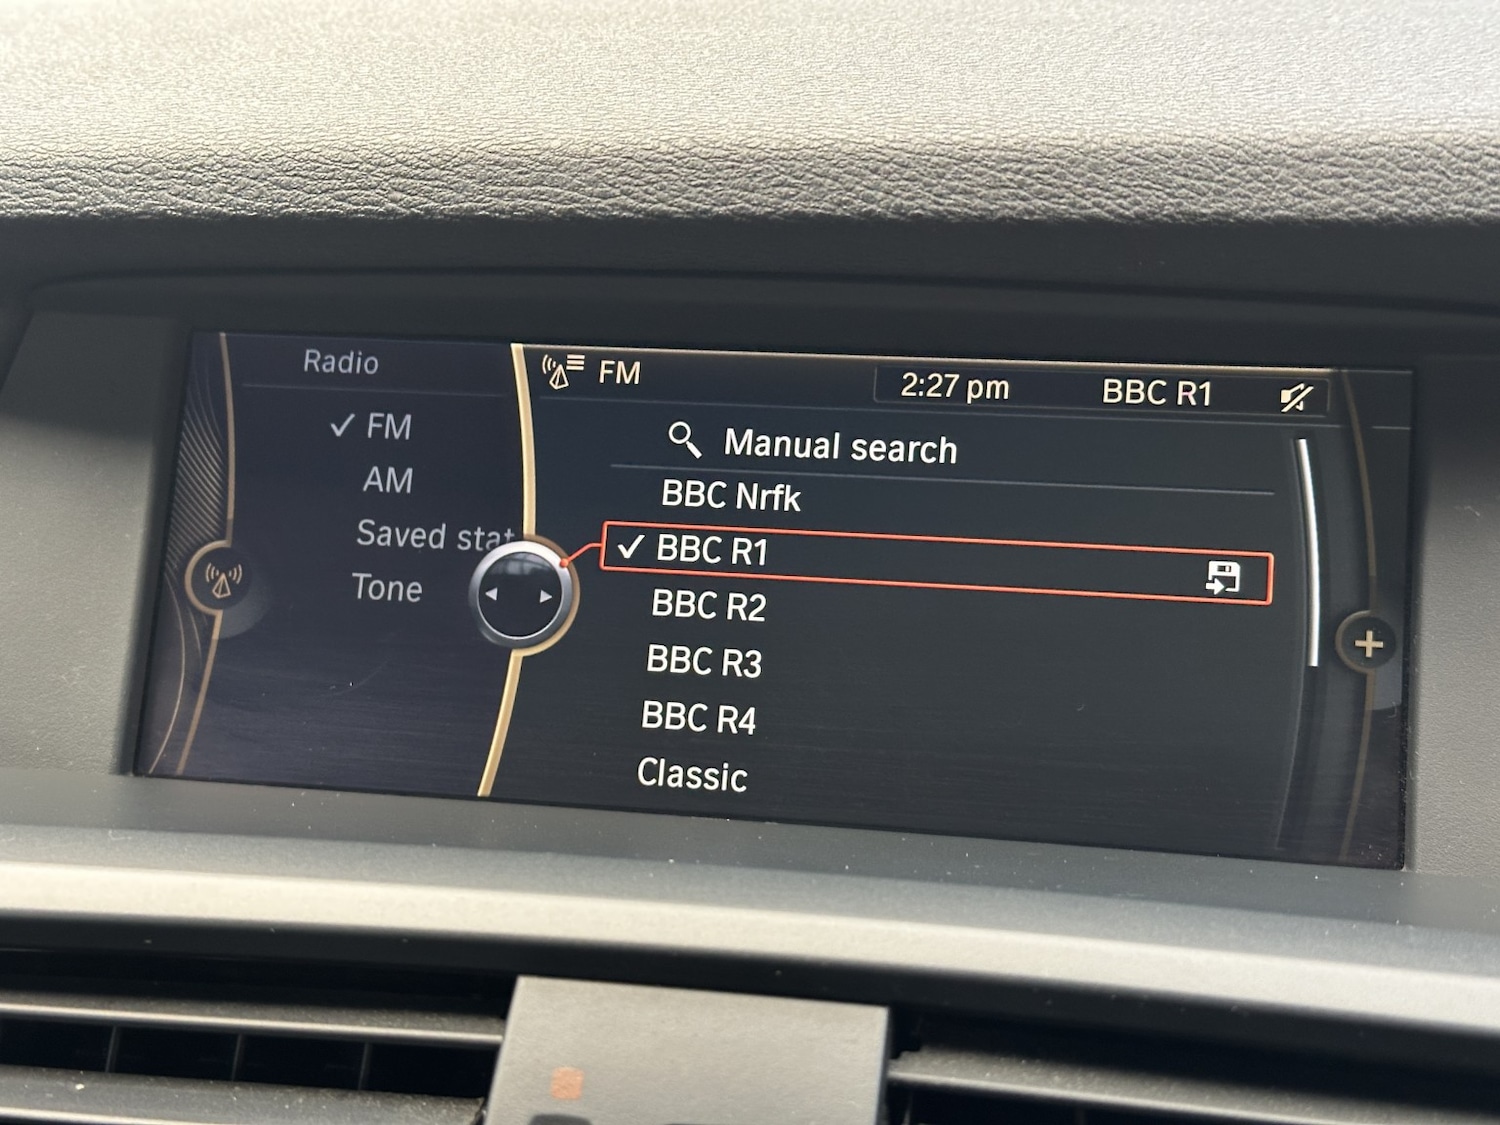 Radio
✓ FM
AM
Saved stat
Tone
FM 2:27 pm BBC R1
Manual search
BBC Nrfk
✓ BBC R1
BBC R2
BBC R3
BBC R4
Classic